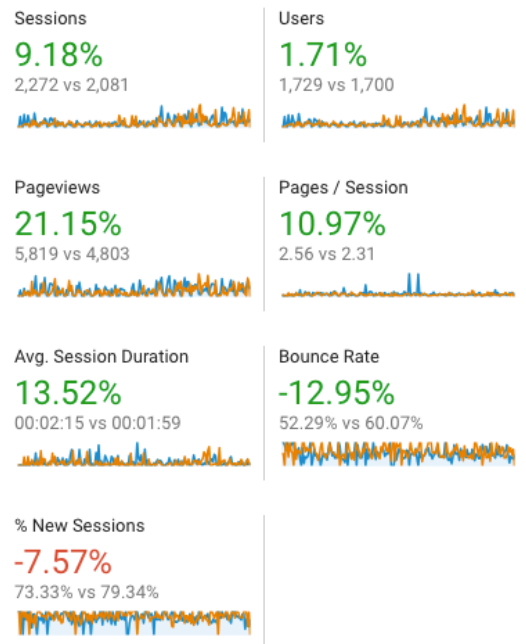 Sessions
9.18%
2,272 vs 2,081
Users
1.71%
1,729 vs 1,700
Pageviews
21.15%
5,819 vs 4,803
Pages / Session
10.97%
2.56 vs 2.31
Avg. Session Duration
13.52%
00:02:15 vs 00:01:59
Bounce Rate
-12.95%
52.29% vs 60.07%
% New Sessions
-7.57%
73.33% vs 79.34%